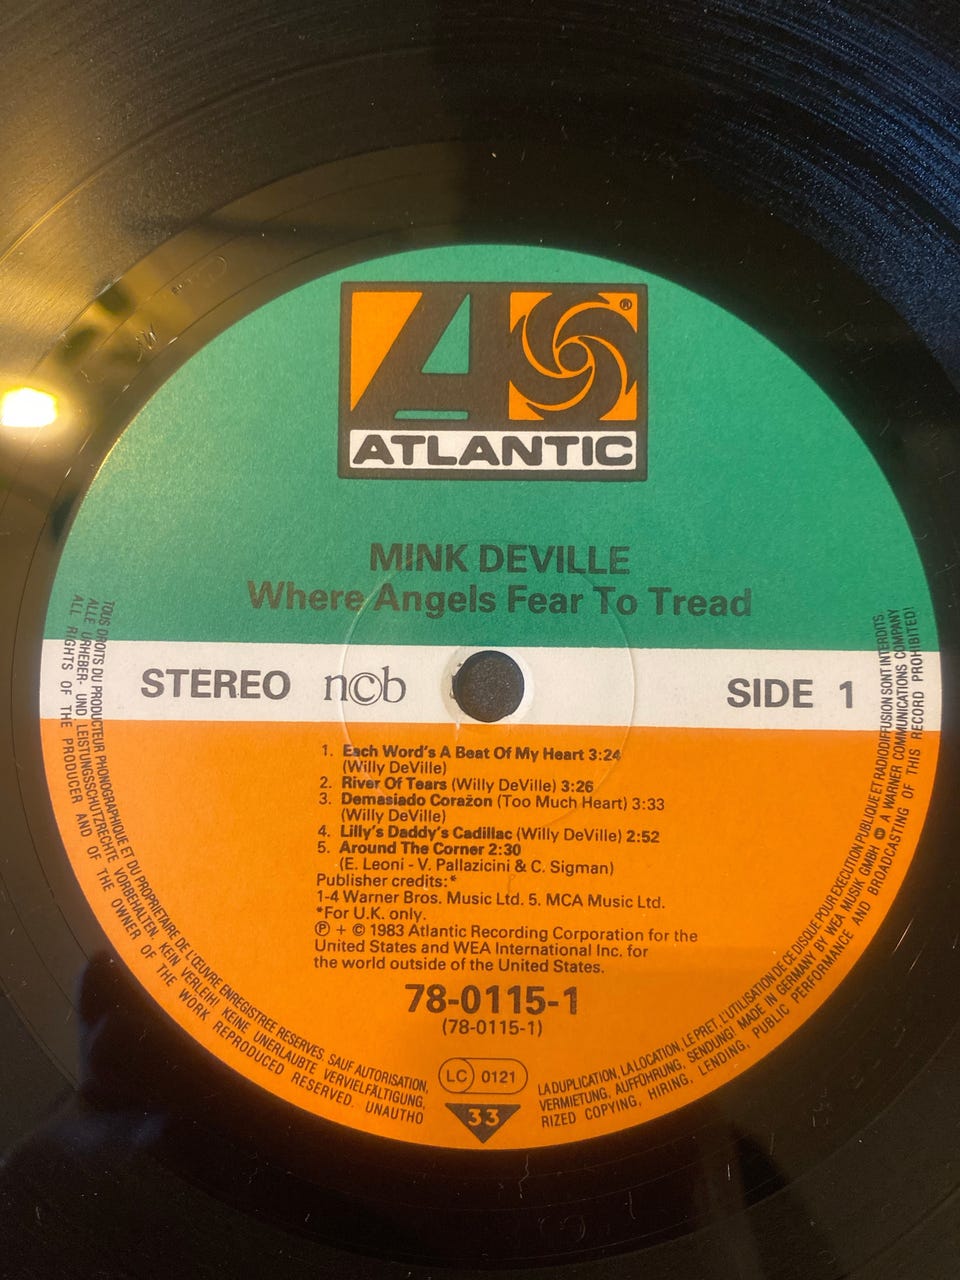 ®
ATLANTIC
MINK DEVILLE
Where Angels Fear To Tread
STEREO n©b
SIDE 1
1. Each Word's A Beat Of My Heart 3:24
(Willy DeVille)
2. River Of Tears (Willy DeVille) 3:26
3. Demasiado Coražon (Too Much Heart) 3:33
(Willy DeVille)
4. Lilly's Daddy's Cadillac (Willy DeVille) 2:52
5. Around The Corner 2:30
(E. Leoni - V. Pallazicini & C. Sigman)
Publisher credits:*
1-4 Warner Bros. Music Ltd. 5. MCA Music Ltd.
*For U.K. only.
℗ + © 1983 Atlantic Recording Corporation for the
United States and WEA International Inc. for
the world outside of the United States.
78-0115-1
(78-0115-1)
LC 0121
33
TOUS DROITS DU PRODUCTEUR PHONOGRAPHIQUE ET DU PROPRIETAIRE DE L'ŒUVRE ENREGISTREE RESERVES. SAUF AUTORISATION, LA DUPLICATION, LA LOCATION, LE PRET, L'UTILISATION DE CE DISQUE POUR EXECUTION PUBLIQUE ET RADIODIFFUSION SONT INTERDITS.
ALLE URHEBER- UND LEISTUNGSSCHUTZRECHTE VORBEHALTEN. KEIN VERLEIH! KEINE UNERLAUBTE VERVIELFÄLTIGUNG, VERMIETUNG, AUFFÜHRUNG, SENDUNG! MADE IN GERMANY BY WEA MUSIK GMBH A WARNER COMMUNICATIONS COMPANY
ALL RIGHTS OF THE PRODUCER AND OF THE OWNER OF THE WORK REPRODUCED RESERVED. UNAUTHORIZED COPYING, HIRING, LENDING, PUBLIC PERFORMANCE AND BROADCASTING OF THIS RECORD PROHIBITED!